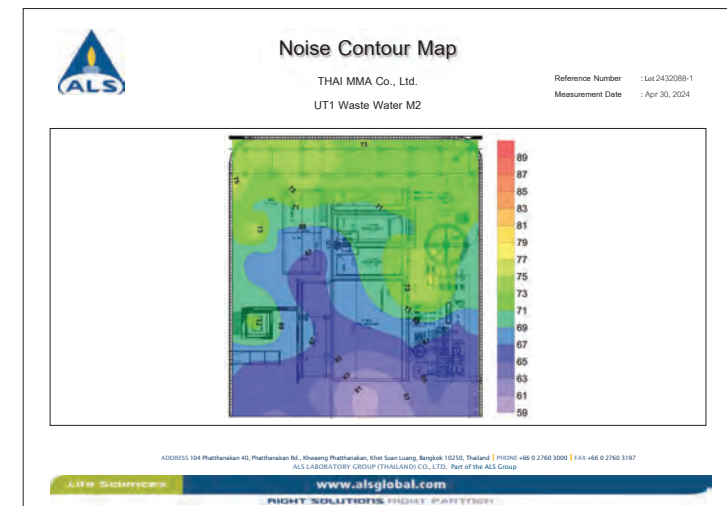 ALS
Noise Contour Map
THAI MMA Co., Ltd.
UT1 Waste Water M2
Reference Number : Lot 2432088-1
Measurement Date : Apr 30, 2024
73
71
89
87
85
83
81
79
77
75
73
71
69
67
65
63
61
59
ADDRESS 104 Phatthanakan 40, Phatthanakan Rd., Khwaeng Phatthanakan, Khet Suan Luang, Bangkok 10250, Thailand | PHONE +66 0 2760 3000 | FAX +66 0 2760 3197
ALS LABORATORY GROUP (THAILAND) CO., LTD. Part of the ALS Group
Life Sciences
www.alsglobal.com
RIGHT SOLUTIONS RIGHT PARTNER